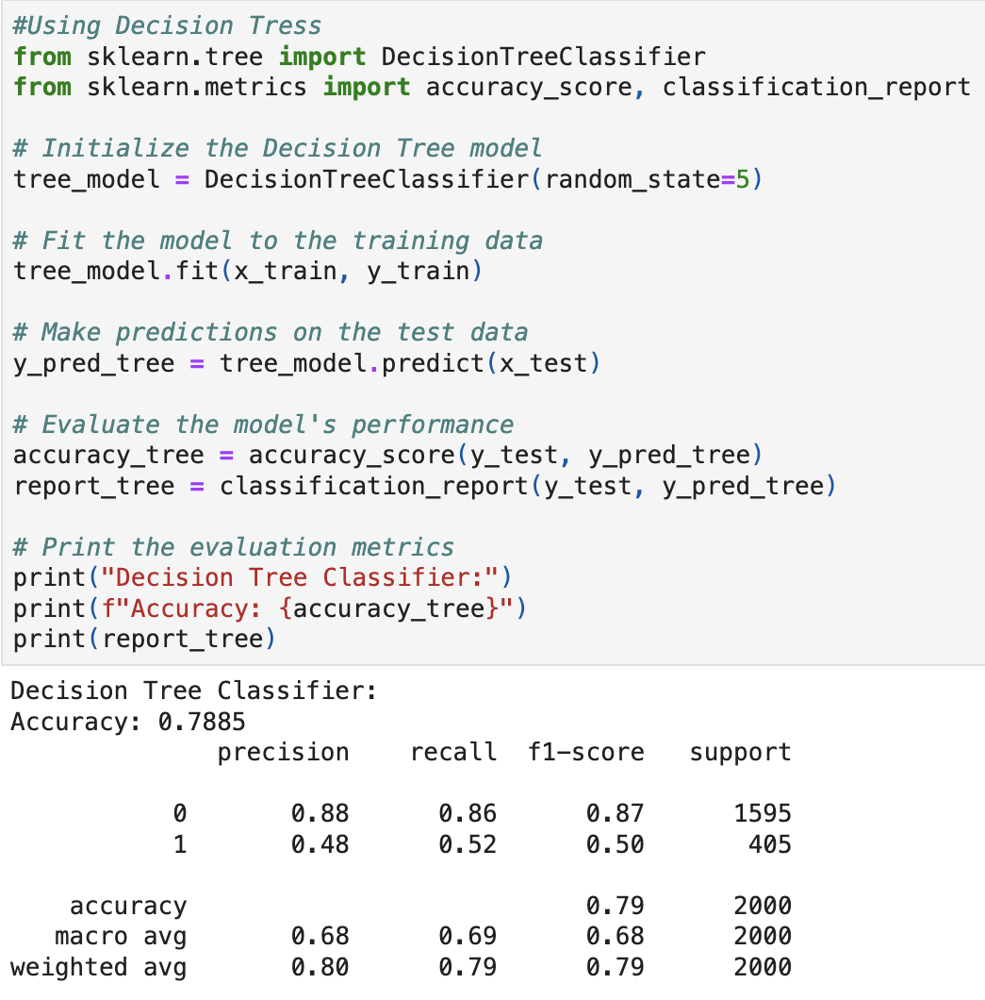 #Using Decision Tress
from sklearn.tree import DecisionTreeClassifier
from sklearn.metrics import accuracy_score, classification_report

# Initialize the Decision Tree model
tree_model = DecisionTreeClassifier(random_state=5)

# Fit the model to the training data
tree_model.fit(x_train, y_train)

# Make predictions on the test data
y_pred_tree = tree_model.predict(x_test)

# Evaluate the model's performance
accuracy_tree = accuracy_score(y_test, y_pred_tree)
report_tree = classification_report(y_test, y_pred_tree)

# Print the evaluation metrics
print("Decision Tree Classifier:")
print(f"Accuracy: {accuracy_tree}")
print(report_tree)

Decision Tree Classifier:
Accuracy: 0.7885
              precision    recall  f1-score   support

           0       0.88      0.86      0.87      1595
           1       0.48      0.52      0.50       405

    accuracy                           0.79      2000
   macro avg       0.68      0.69      0.68      2000
weighted avg       0.80      0.79      0.79      2000